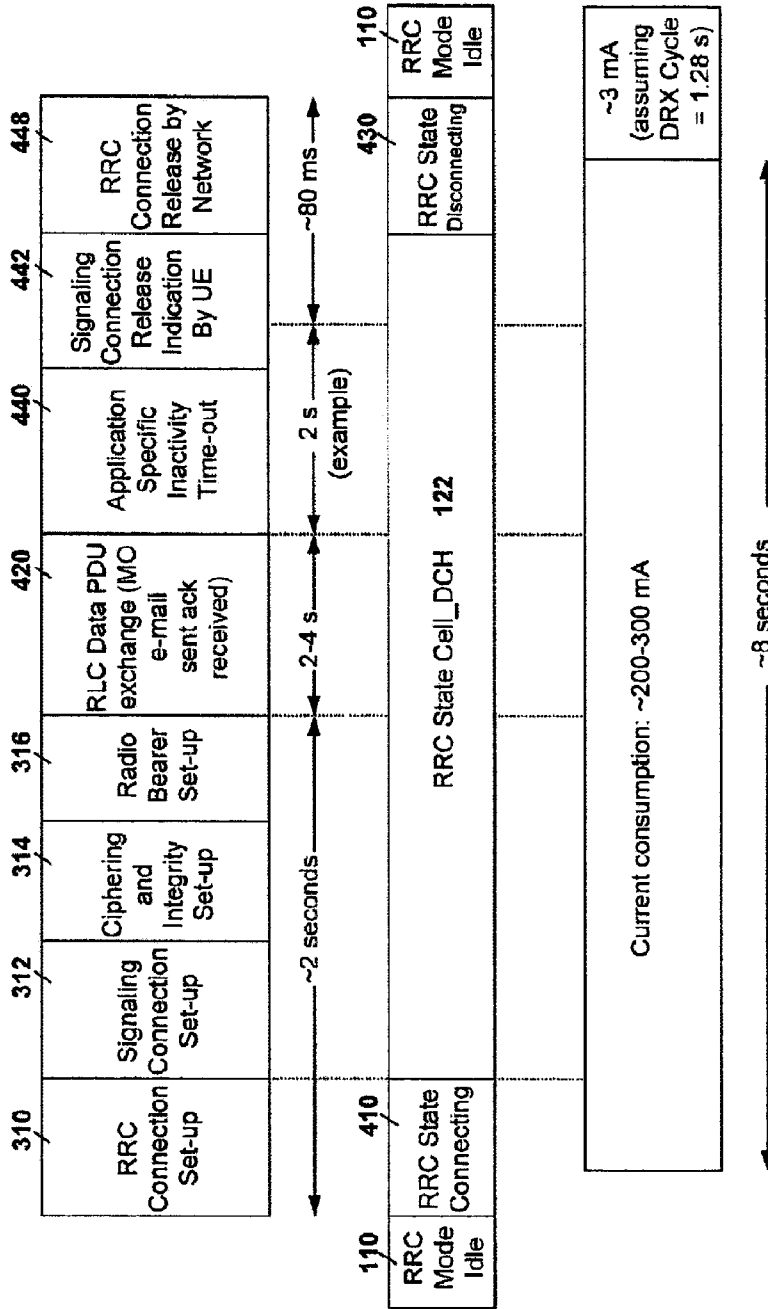 310
RRC
Connection
Set-up
312
Signaling
Connection
Set-up
314
Ciphering
and
Integrity
Set-up
316
Radio
Bearer
Set-up
420
RLC Data PDU
exchange (MO
e-mail
sent ack
received)
440
Application
Specific
Inactivity
Time-out
442
Signaling
Connection
Release
Indication
By UE
448
RRC
Connection
Release by
Network
~2 seconds
2-4 s
2 s
(example)
~80 ms
110
RRC
Mode
Idle
410
RRC State
Connecting
RRC State Cell_DCH 122
430
RRC State
Disconnecting
110
RRC
Mode
Idle
Current consumption: ~200-300 mA
~3 mA
(assuming
DRX Cycle
= 1.28 s)
~8 seconds